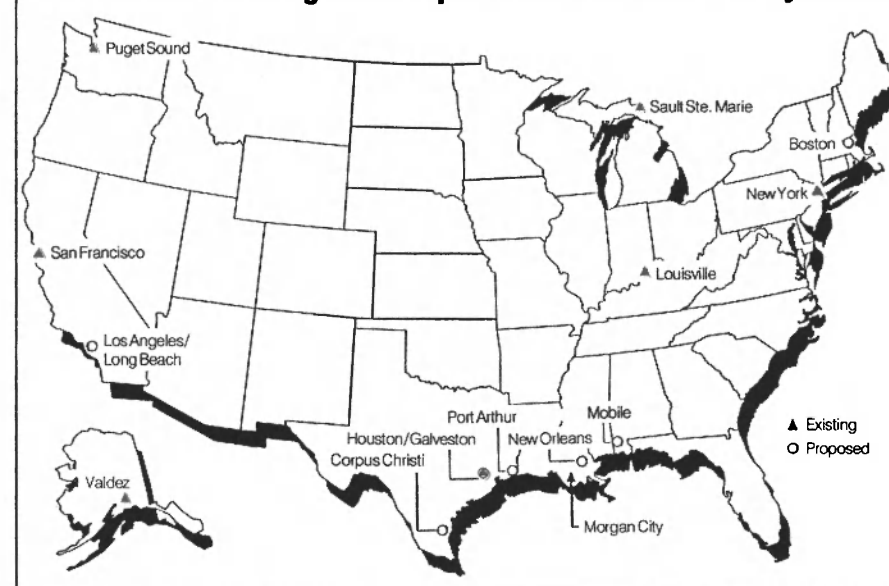 Puget Sound
Sault Ste. Marie
Boston
New York
San Francisco
Louisville
Los Angeles/
Long Beach
Port Arthur
Mobile
Existing
Houston/Galveston
New Orleans
Proposed
Corpus Christi
Valdez
Morgan City